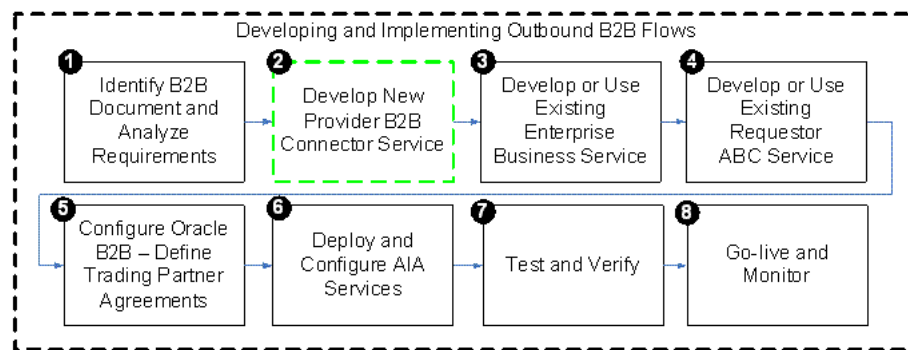 Developing and Implementing Outbound B2B Flows
1
Identify B2B
Document and
Analyze
Requirements
2
Develop New
Provider B2B
Connector Service
3
Develop or Use
Existing
Enterprise
Business Service
4
Develop or Use
Existing
Requestor
ABC Service
5
Configure Oracle
B2B – Define
Trading Partner
Agreements
6
Deploy and
Configure AIA
Services
7
Test and Verify
8
Go-live and
Monitor